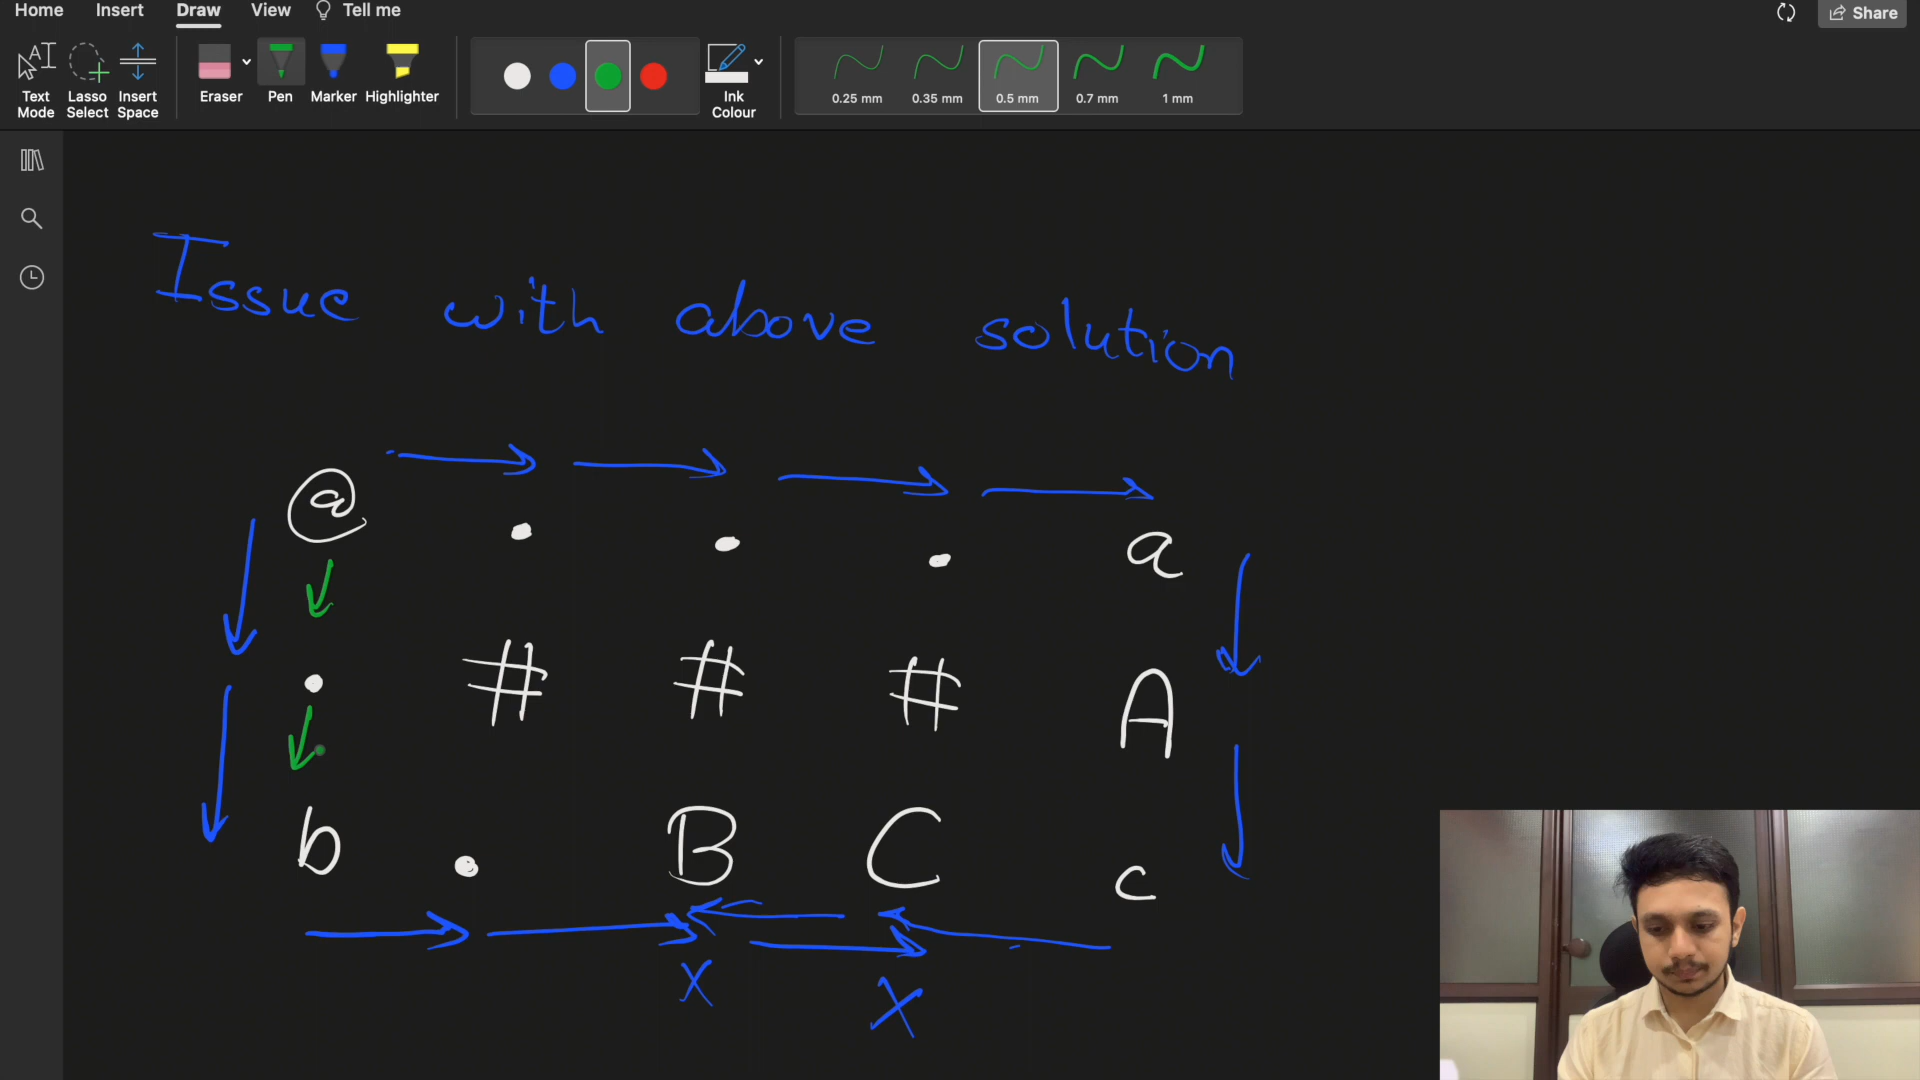 Home Insert Draw View Tell me Share
Text Mode Lasso Select Insert Space Eraser Pen Marker Highlighter Ink Colour 0.25 mm 0.35 mm 0.5 mm 0.7 mm 1 mm
Issue with above solution
@ . . . a
. # # # A
b . B C c
X X